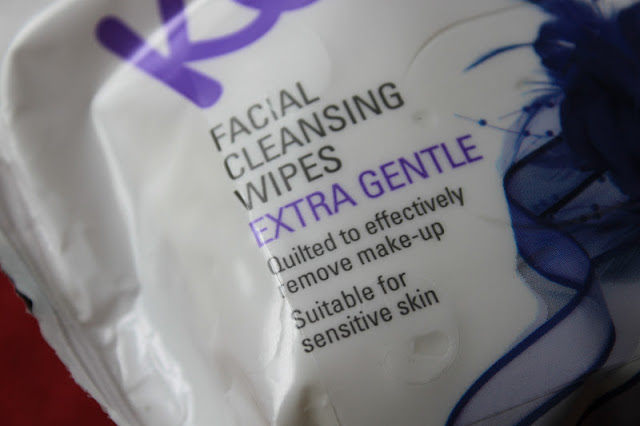 FACIAL
CLEANSING
WIPES
EXTRA GENTLE
Quilted to effectively
remove make-up
Suitable for
sensitive skin